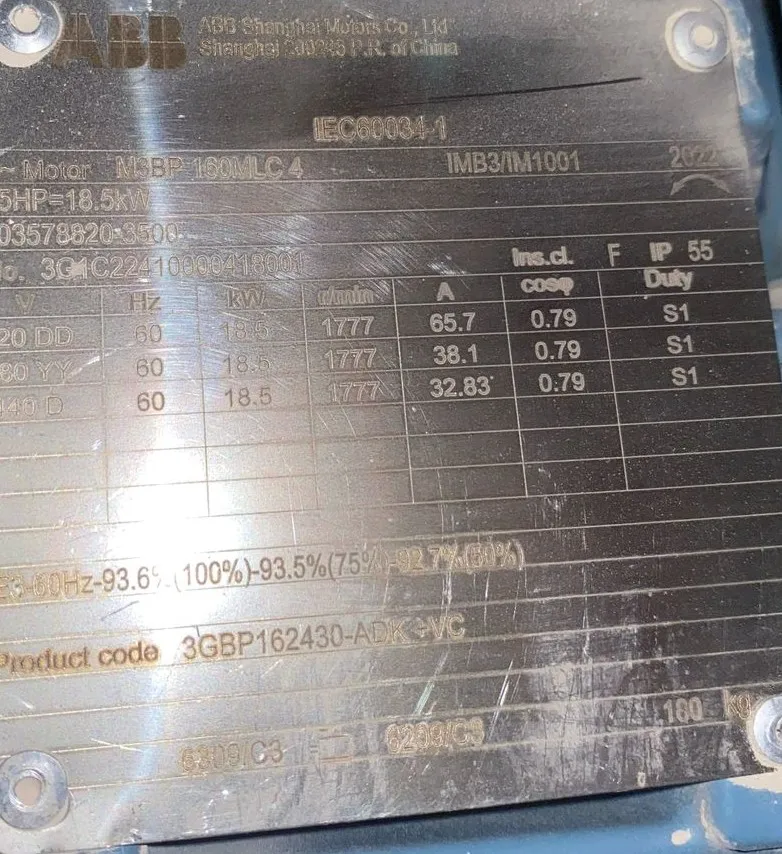 ABB
ABB Shanghai Motors Co., Ltd
Shanghai 200245 P.R. of China
IEC60034-1
~ Motor M3BP 160MLC 4 IMB3/IM1001 2022
5HP=18.5kW
03578820-3500
No. Ins.cl. F IP 55
V Hz kW r/min A cosφ Duty
20 DD 60 18.5 1777 65.7 0.79 S1
80 YY 60 18.5 1777 38.1 0.79 S1
440 D 60 18.5 1777 32.83 0.79 S1
E3-60Hz-93.6%(100%)-93.5%(75%)-92.7%(50%)
Product code 3GBP162430-ADK+VC
6309/C3 6209/C3 kg